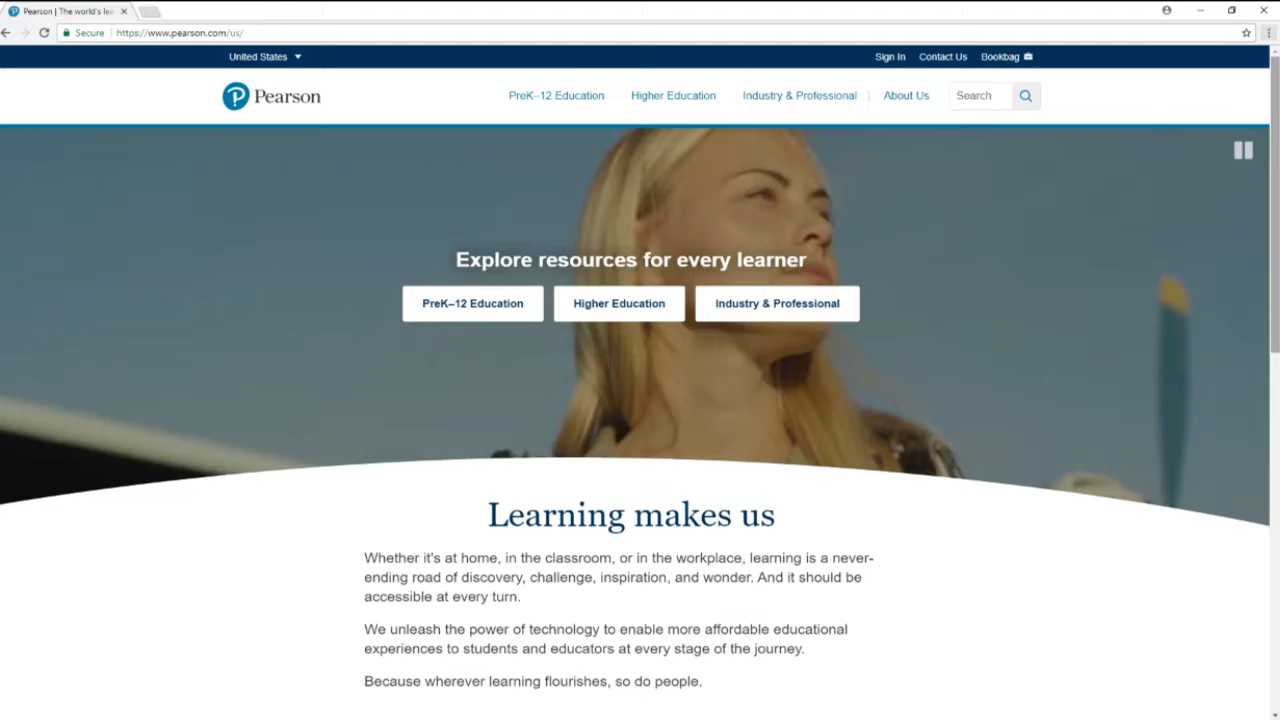 Pearson | The world's lea
Secure https://www.pearson.com/us/
United States Sign In Contact Us Bookbag
Pearson PreK–12 Education Higher Education Industry & Professional About Us Search
Explore resources for every learner
PreK–12 Education Higher Education Industry & Professional
Learning makes us
Whether it's at home, in the classroom, or in the workplace, learning is a never-
ending road of discovery, challenge, inspiration, and wonder. And it should be
accessible at every turn.
We unleash the power of technology to enable more affordable educational
experiences to students and educators at every stage of the journey.
Because wherever learning flourishes, so do people.